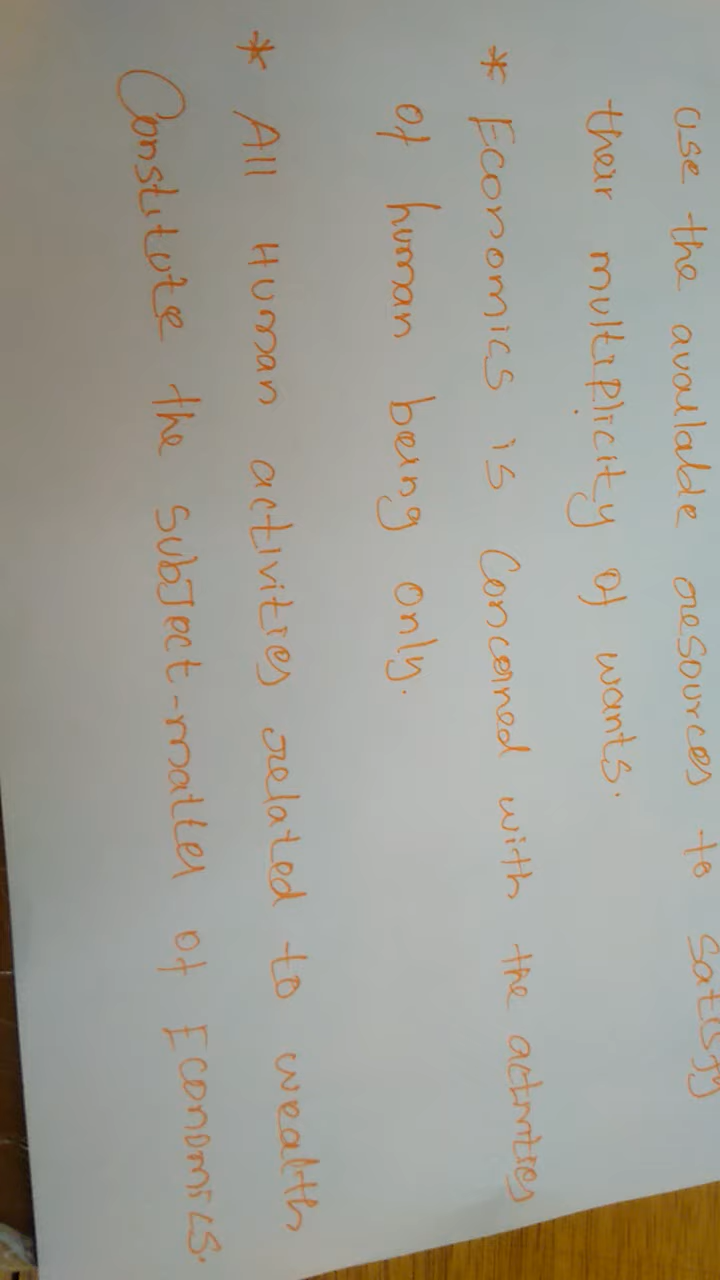 use the available resources to satisfy
their multiplicity of wants.
* Economics is Concerned with the activities
of human being only.
* All Human activities related to wealth
Constitute the subject-matter of Economics.